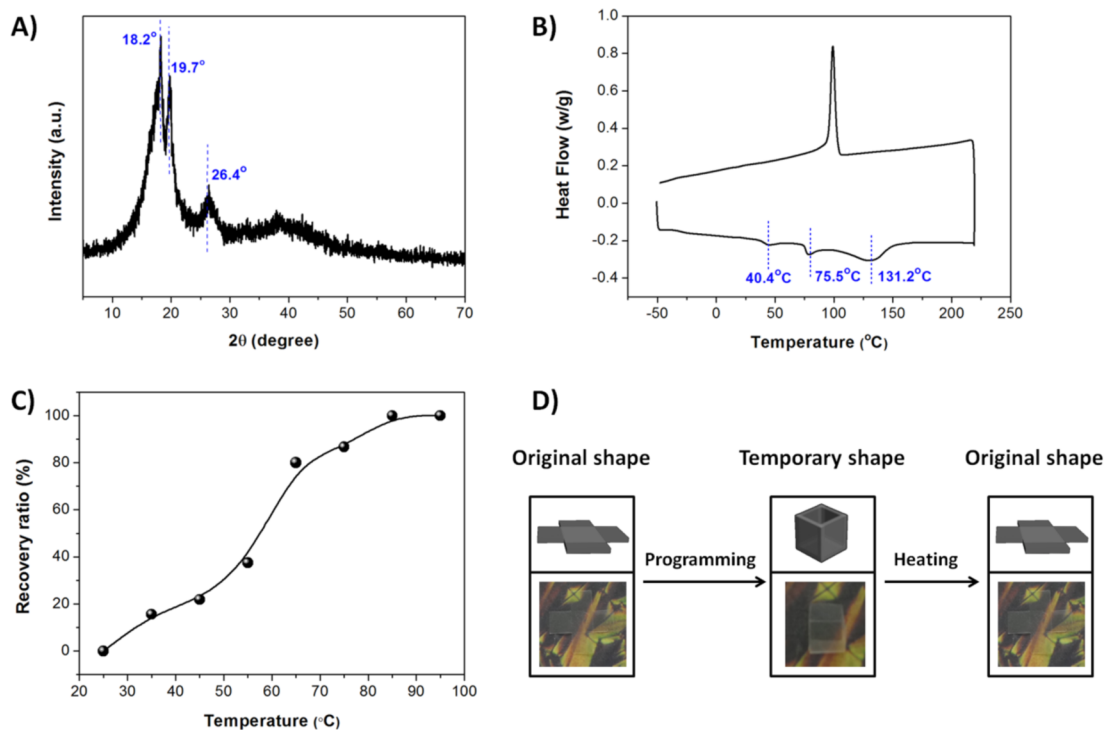 A)
18.2°
19.7°
26.4°
Intensity (a.u.)
10 20 30 40 50 60 70
2θ (degree)
B)
1.0
0.8
0.6
0.4
0.2
0.0
-0.2
-0.4
Heat Flow (w/g)
40.4°C 75.5°C 131.2°C
-50 0 50 100 150 200 250
Temperature (°C)
C)
100
80
60
40
20
0
Recovery ratio (%)
20 30 40 50 60 70 80 90 100
Temperature (°C)
D)
Original shape Temporary shape Original shape
Programming Heating